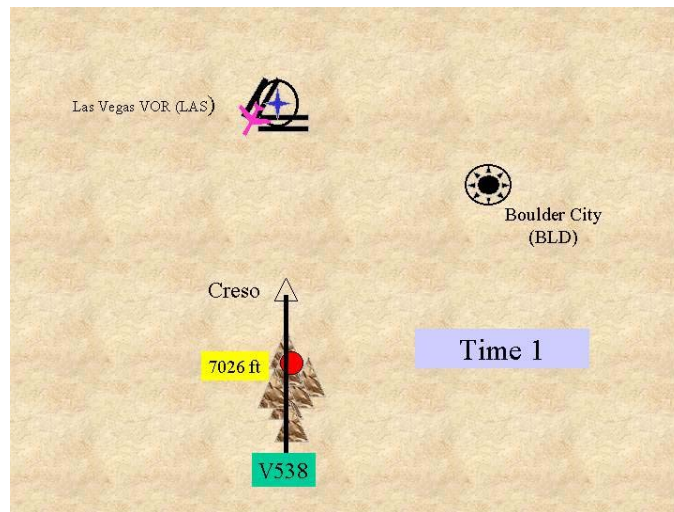 Las Vegas VOR (LAS)
Boulder City
(BLD)
Creso
Time 1
7026 ft
V538